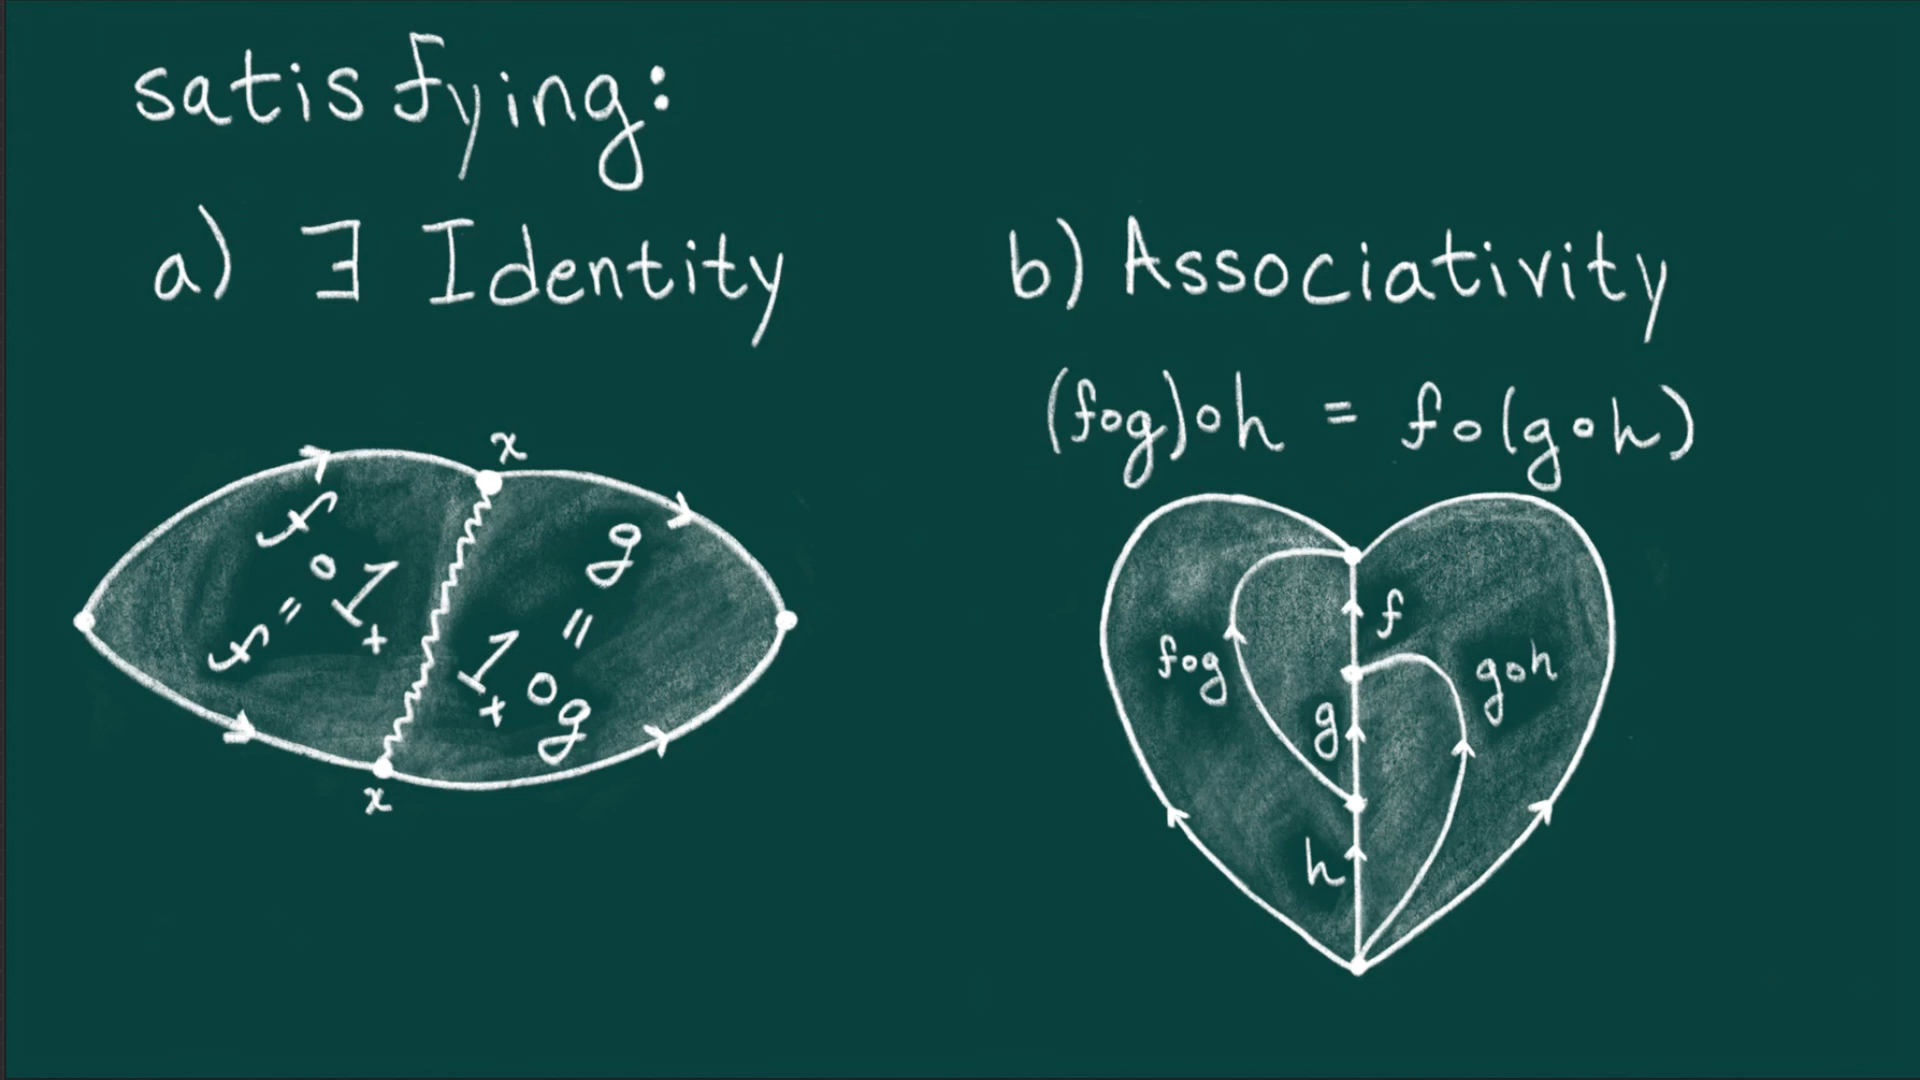 satisfying:
a) ∃ Identity
x
f = 1ₓ ∘ f
1ₓ ∘ g = g
x
b) Associativity
(f∘g)∘h = f∘(g∘h)
f
f∘g
g∘h
g
h